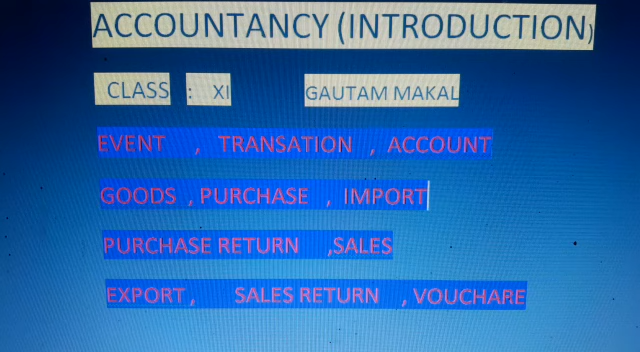 ACCOUNTANCY (INTRODUCTION)
CLASS : XI GAUTAM MAKAL
EVENT , TRANSATION , ACCOUNT
GOODS , PURCHASE , IMPORT
PURCHASE RETURN ,SALES
EXPORT , SALES RETURN , VOUCHARE